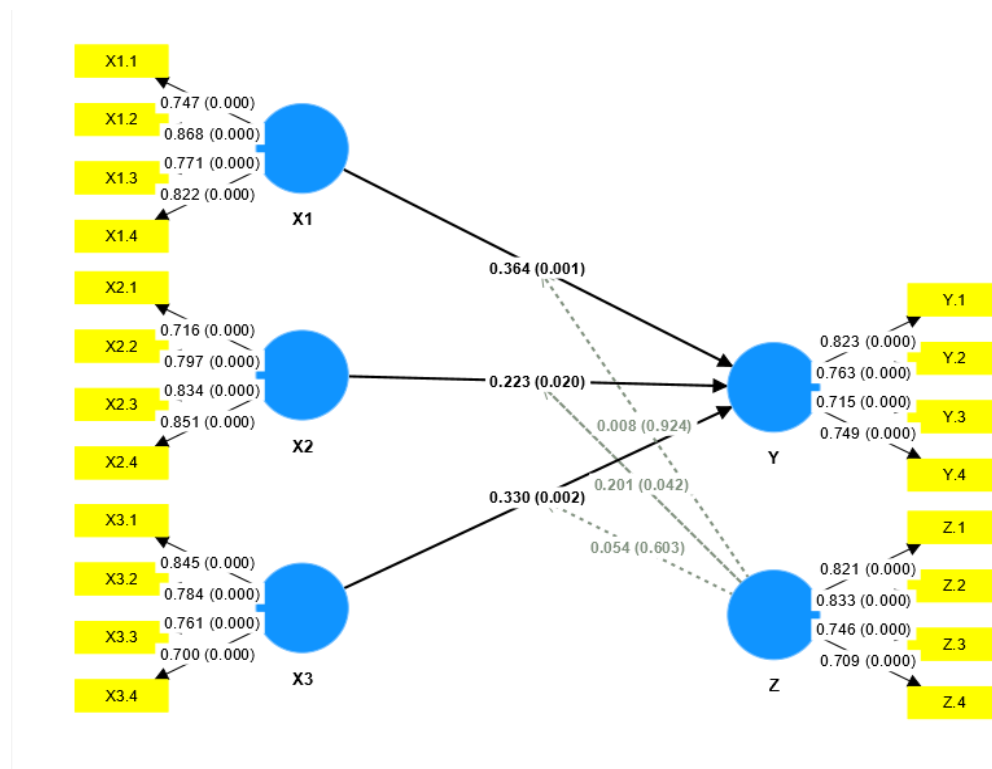 X1.1
0.747 (0.000)
X1.2
0.868 (0.000)
0.771 (0.000)
X1.3
0.822 (0.000)
X1.4
X1
X2.1
0.716 (0.000)
X2.2
0.797 (0.000)
0.834 (0.000)
X2.3
0.851 (0.000)
X2.4
X2
X3.1
0.845 (0.000)
X3.2
0.784 (0.000)
0.761 (0.000)
X3.3
0.700 (0.000)
X3.4
X3
0.364 (0.001)
0.223 (0.020)
0.330 (0.002)
0.008 (0.924)
0.201 (0.042)
0.054 (0.603)
Y
Y.1
0.823 (0.000)
Y.2
0.763 (0.000)
0.715 (0.000)
Y.3
0.749 (0.000)
Y.4
Z
Z.1
0.821 (0.000)
Z.2
0.833 (0.000)
0.746 (0.000)
Z.3
0.709 (0.000)
Z.4